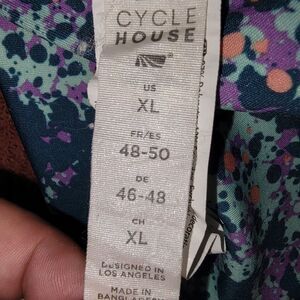 CYCLE
HOUSE
US
XL
FR/ES
48-50
DE
46-48
CH
XL
DESIGNED IN
LOS ANGELES
MADE IN
BANGLADESH